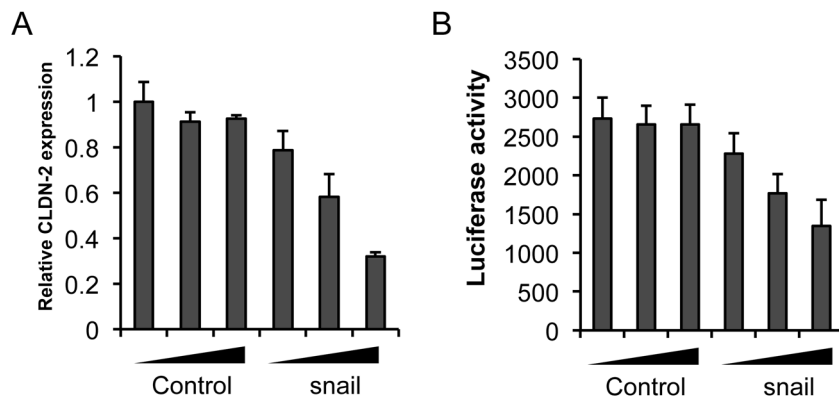 A
Relative CLDN-2 expression
1.2
1
0.8
0.6
0.4
0.2
0
Control
snail
B
Luciferase activity
3500
3000
2500
2000
1500
1000
500
0
Control
snail